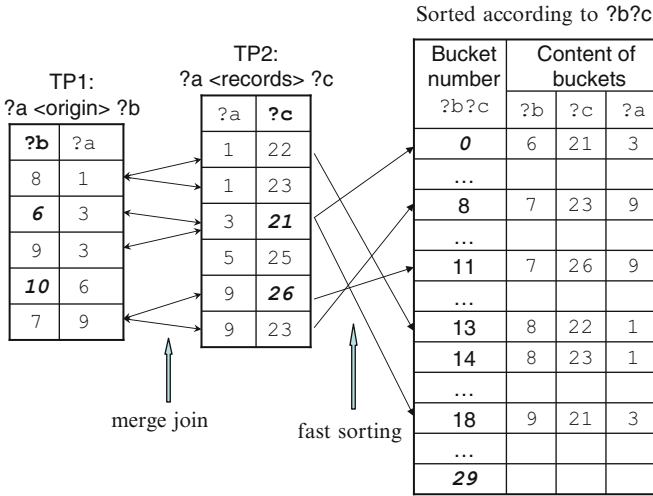 Sorted according to ?b?c
TP1:
?a <origin> ?b
?b ?a
8 1
6 3
9 3
10 6
7 9
TP2:
?a <records> ?c
?a ?c
1 22
1 23
3 21
5 25
9 26
9 23
merge join
fast sorting
Bucket number ?b?c
Content of buckets
?b ?c ?a
0 6 21 3
...
8 7 23 9
...
11 7 26 9
...
13 8 22 1
14 8 23 1
...
18 9 21 3
...
29